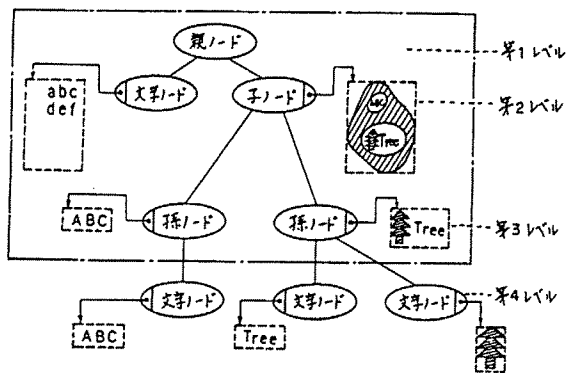 親ノード
第1レベル
abc
def
文字ノード
子ノード
ABC
Tree
第2レベル
ABC
孫ノード
孫ノード
Tree
第3レベル
文字ノード
文字ノード
文字ノード
第4レベル
ABC
Tree